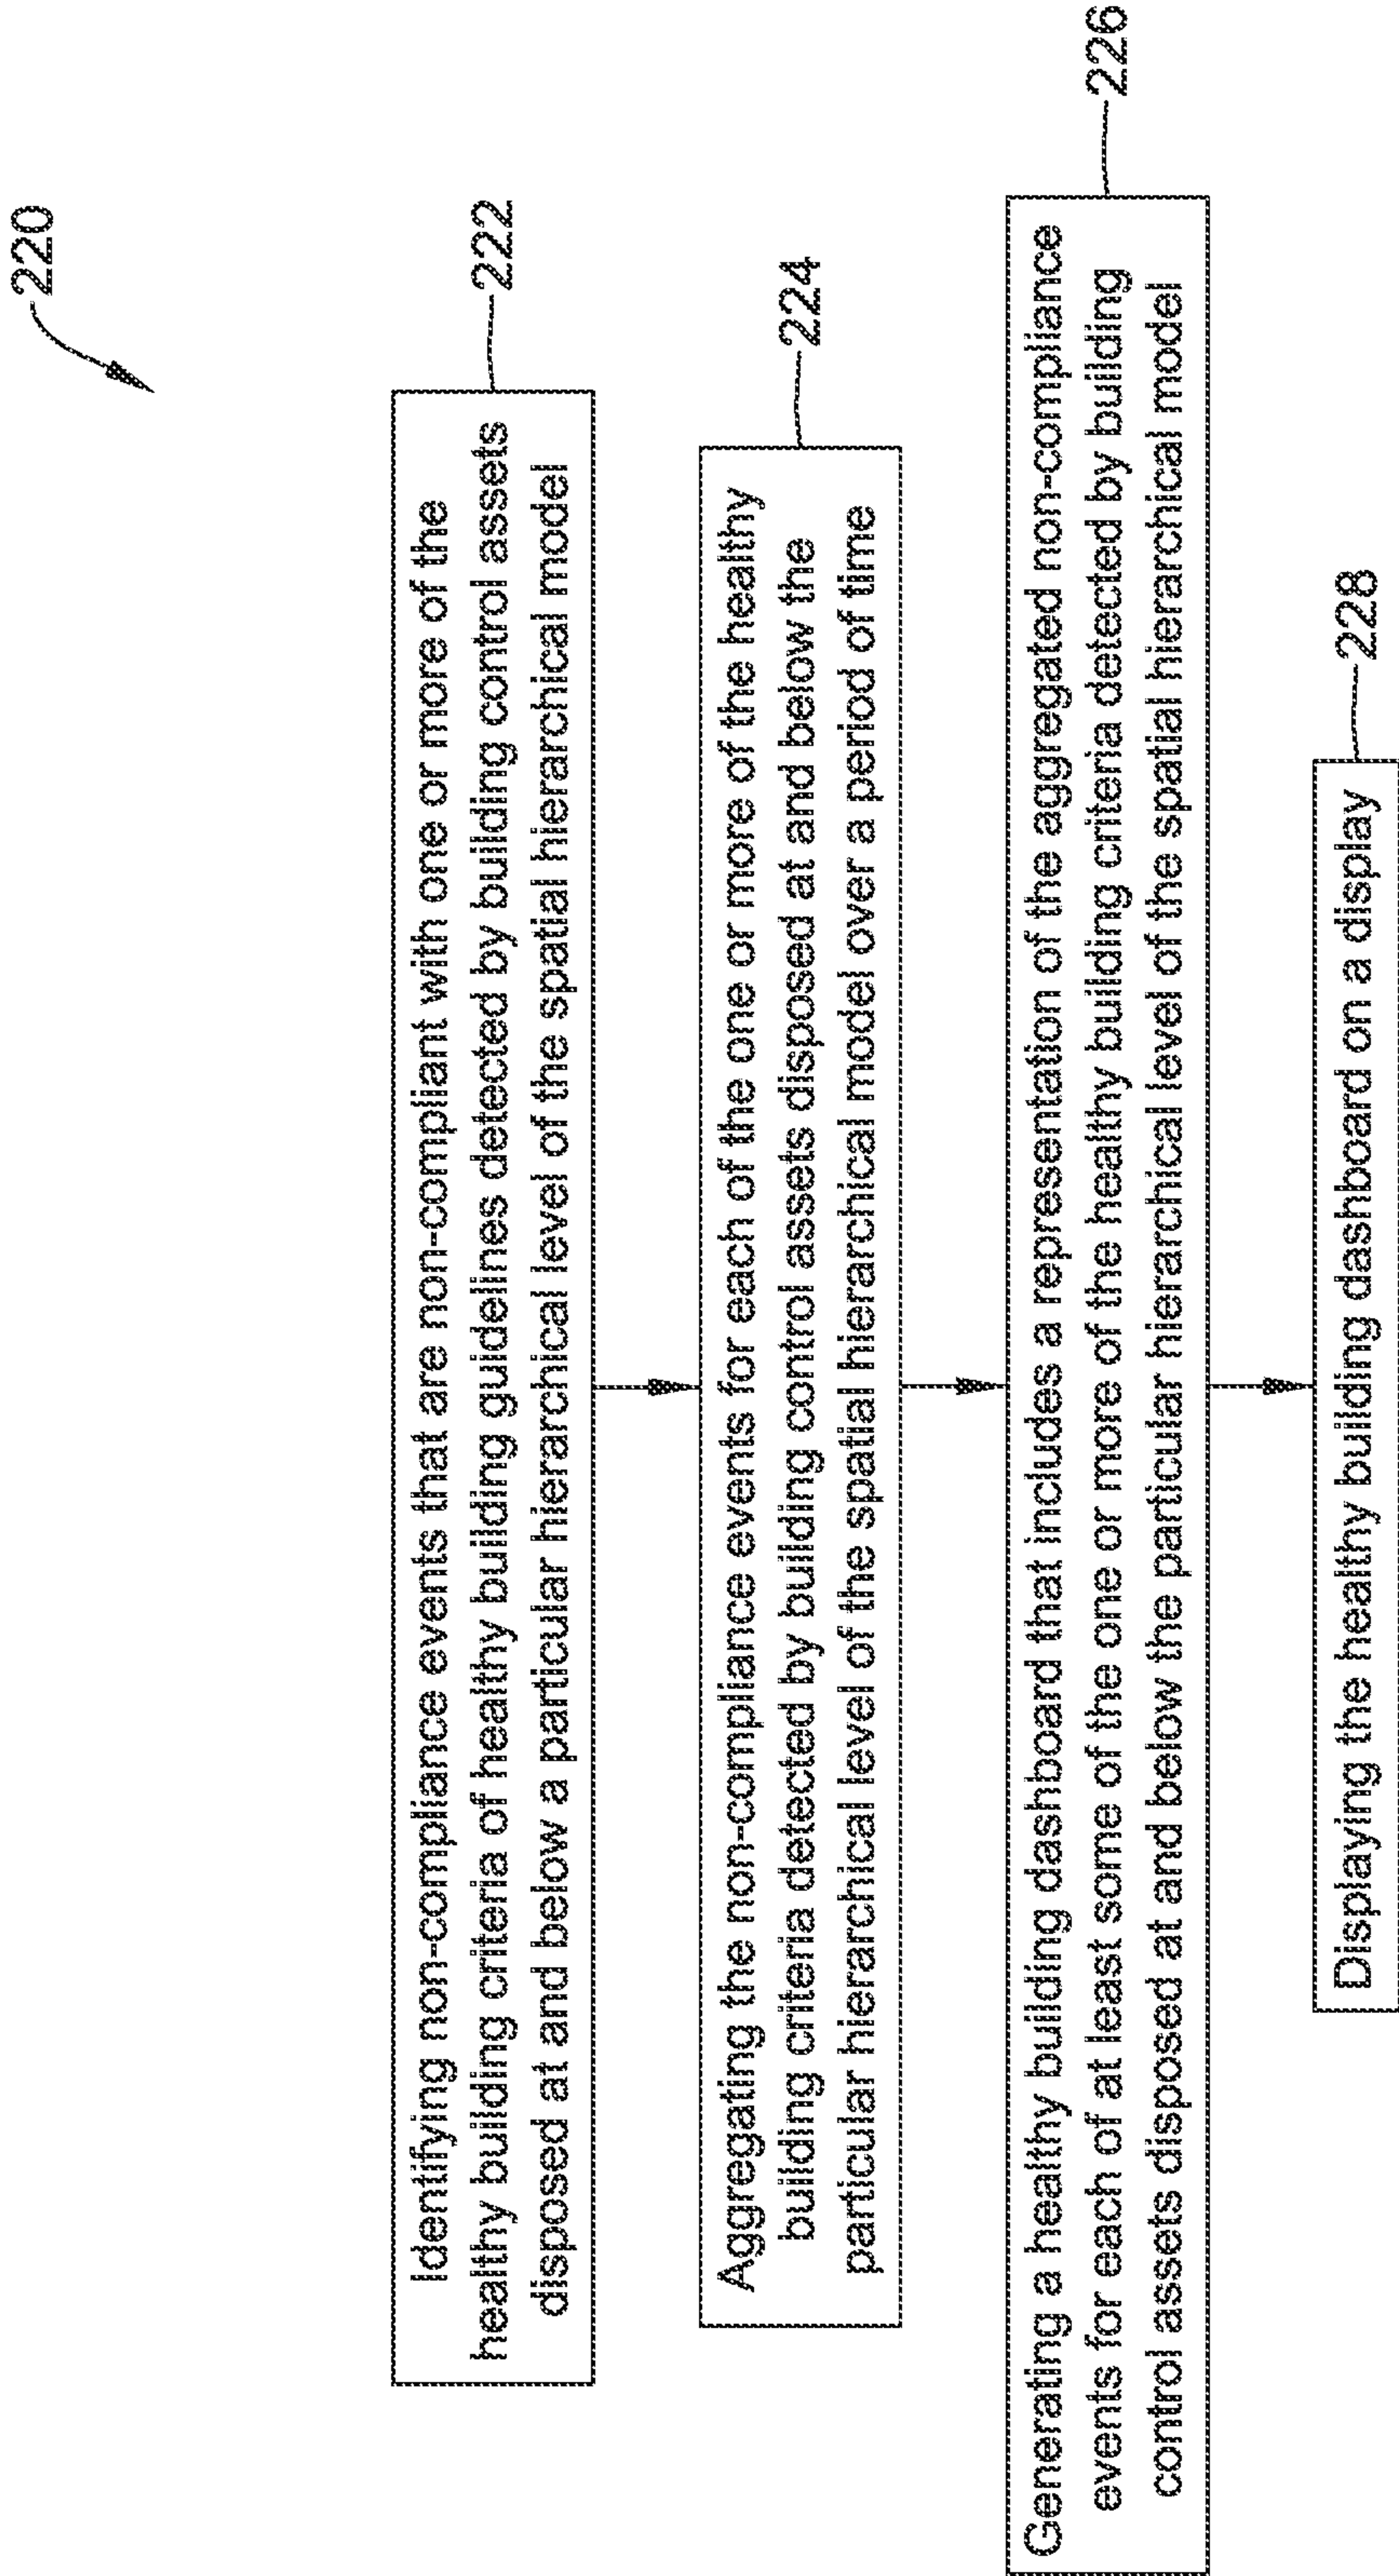 220
Identifying non-compliance events that are non-compliant with one or more of the
healthy building criteria of healthy building guidelines detected by building control assets
disposed at and below a particular hierarchical level of the spatial hierarchical model
222
Aggregating the non-compliance events for each of the one or more of the healthy
building criteria detected by building control assets disposed at and below the
particular hierarchical level of the spatial hierarchical model over a period of time
224
Generating a healthy building dashboard that includes a representation of the aggregated non-compliance
events for each of at least some of the one or more of the healthy building criteria detected by building
control assets disposed at and below the particular hierarchical level of the spatial hierarchical model
226
Displaying the healthy building dashboard on a display
228